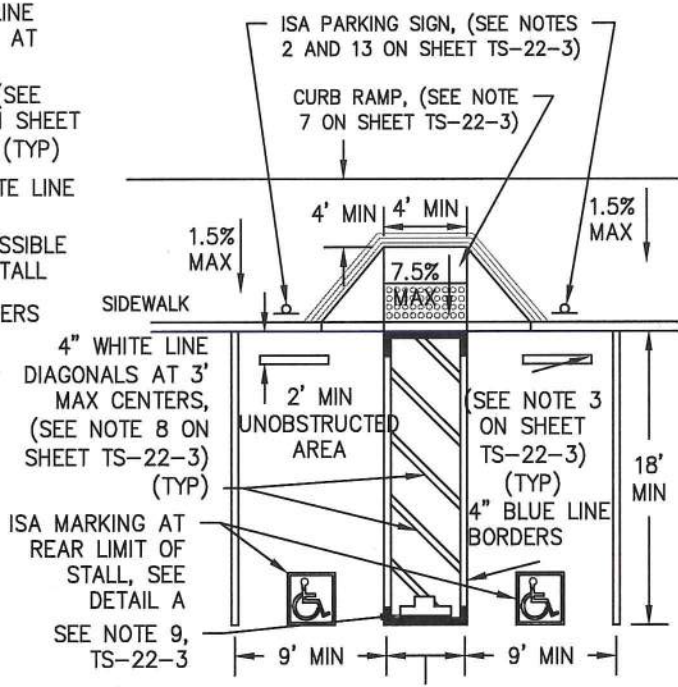 LINE
AT
(SEE
SHEET
(TYP)
TE LINE
SSIBLE
TALL
ERS
ISA PARKING SIGN, (SEE NOTES
2 AND 13 ON SHEET TS-22-3)
CURB RAMP, (SEE NOTE
7 ON SHEET TS-22-3)
4' MIN
4' MIN
1.5%
MAX
1.5%
MAX
7.5%
MAX
SIDEWALK
4" WHITE LINE
DIAGONALS AT 3'
MAX CENTERS,
(SEE NOTE 8 ON
SHEET TS-22-3)
(TYP)
2' MIN
UNOBSTRUCTED
AREA
(SEE NOTE 3
ON SHEET
TS-22-3)
(TYP)
18'
MIN
4" BLUE LINE
BORDERS
ISA MARKING AT
REAR LIMIT OF
STALL, SEE
DETAIL A
SEE NOTE 9,
TS-22-3
9' MIN
9' MIN